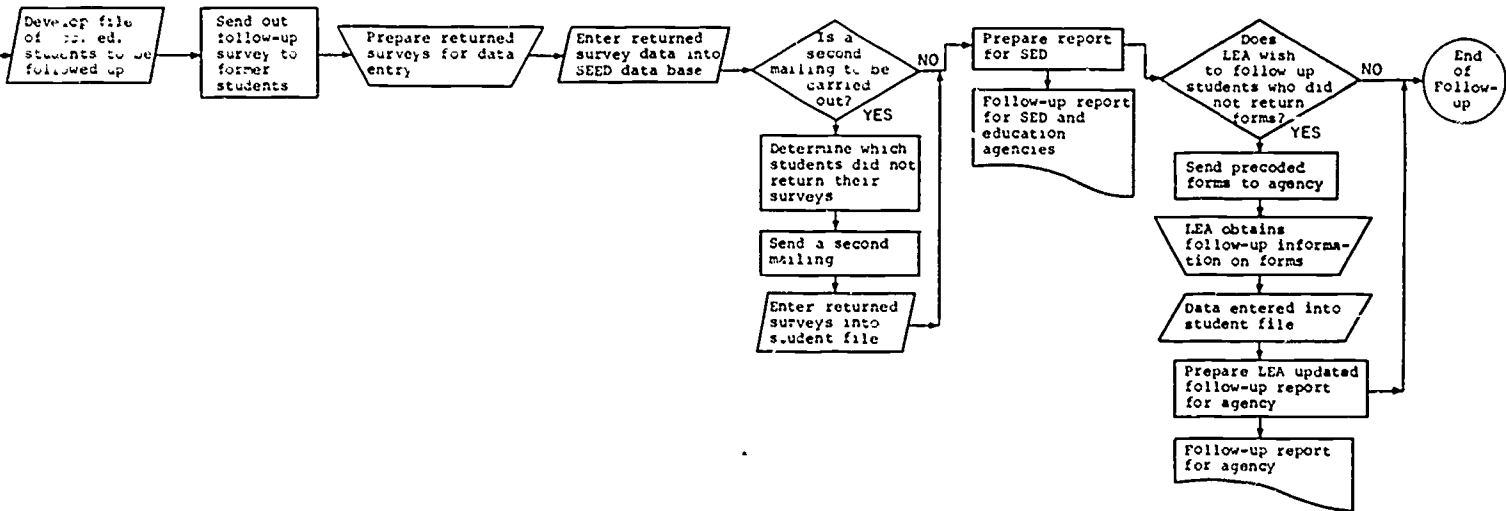 Develop file
of ed.
students to be
followed up
Send out
follow-up
survey to
former
students
Prepare returned
surveys for data
entry
Enter returned
survey data into
SEED data base
Is a
second
mailing to be
carried
out?
NO
YES
Determine which
students did not
return their
surveys
Send a second
mailing
Enter returned
surveys into
student file
Prepare report
for SED
Follow-up report
for SED and
education
agencies
Does
LEA wish
to follow up
students who did
not return
forms?
NO
YES
Send precoded
forms to agency
LEA obtains
follow-up informa-
tion on forms
Data entered into
student file
Prepare LEA updated
follow-up report
for agency
Follow-up report
for agency
End
of
Follow-
up